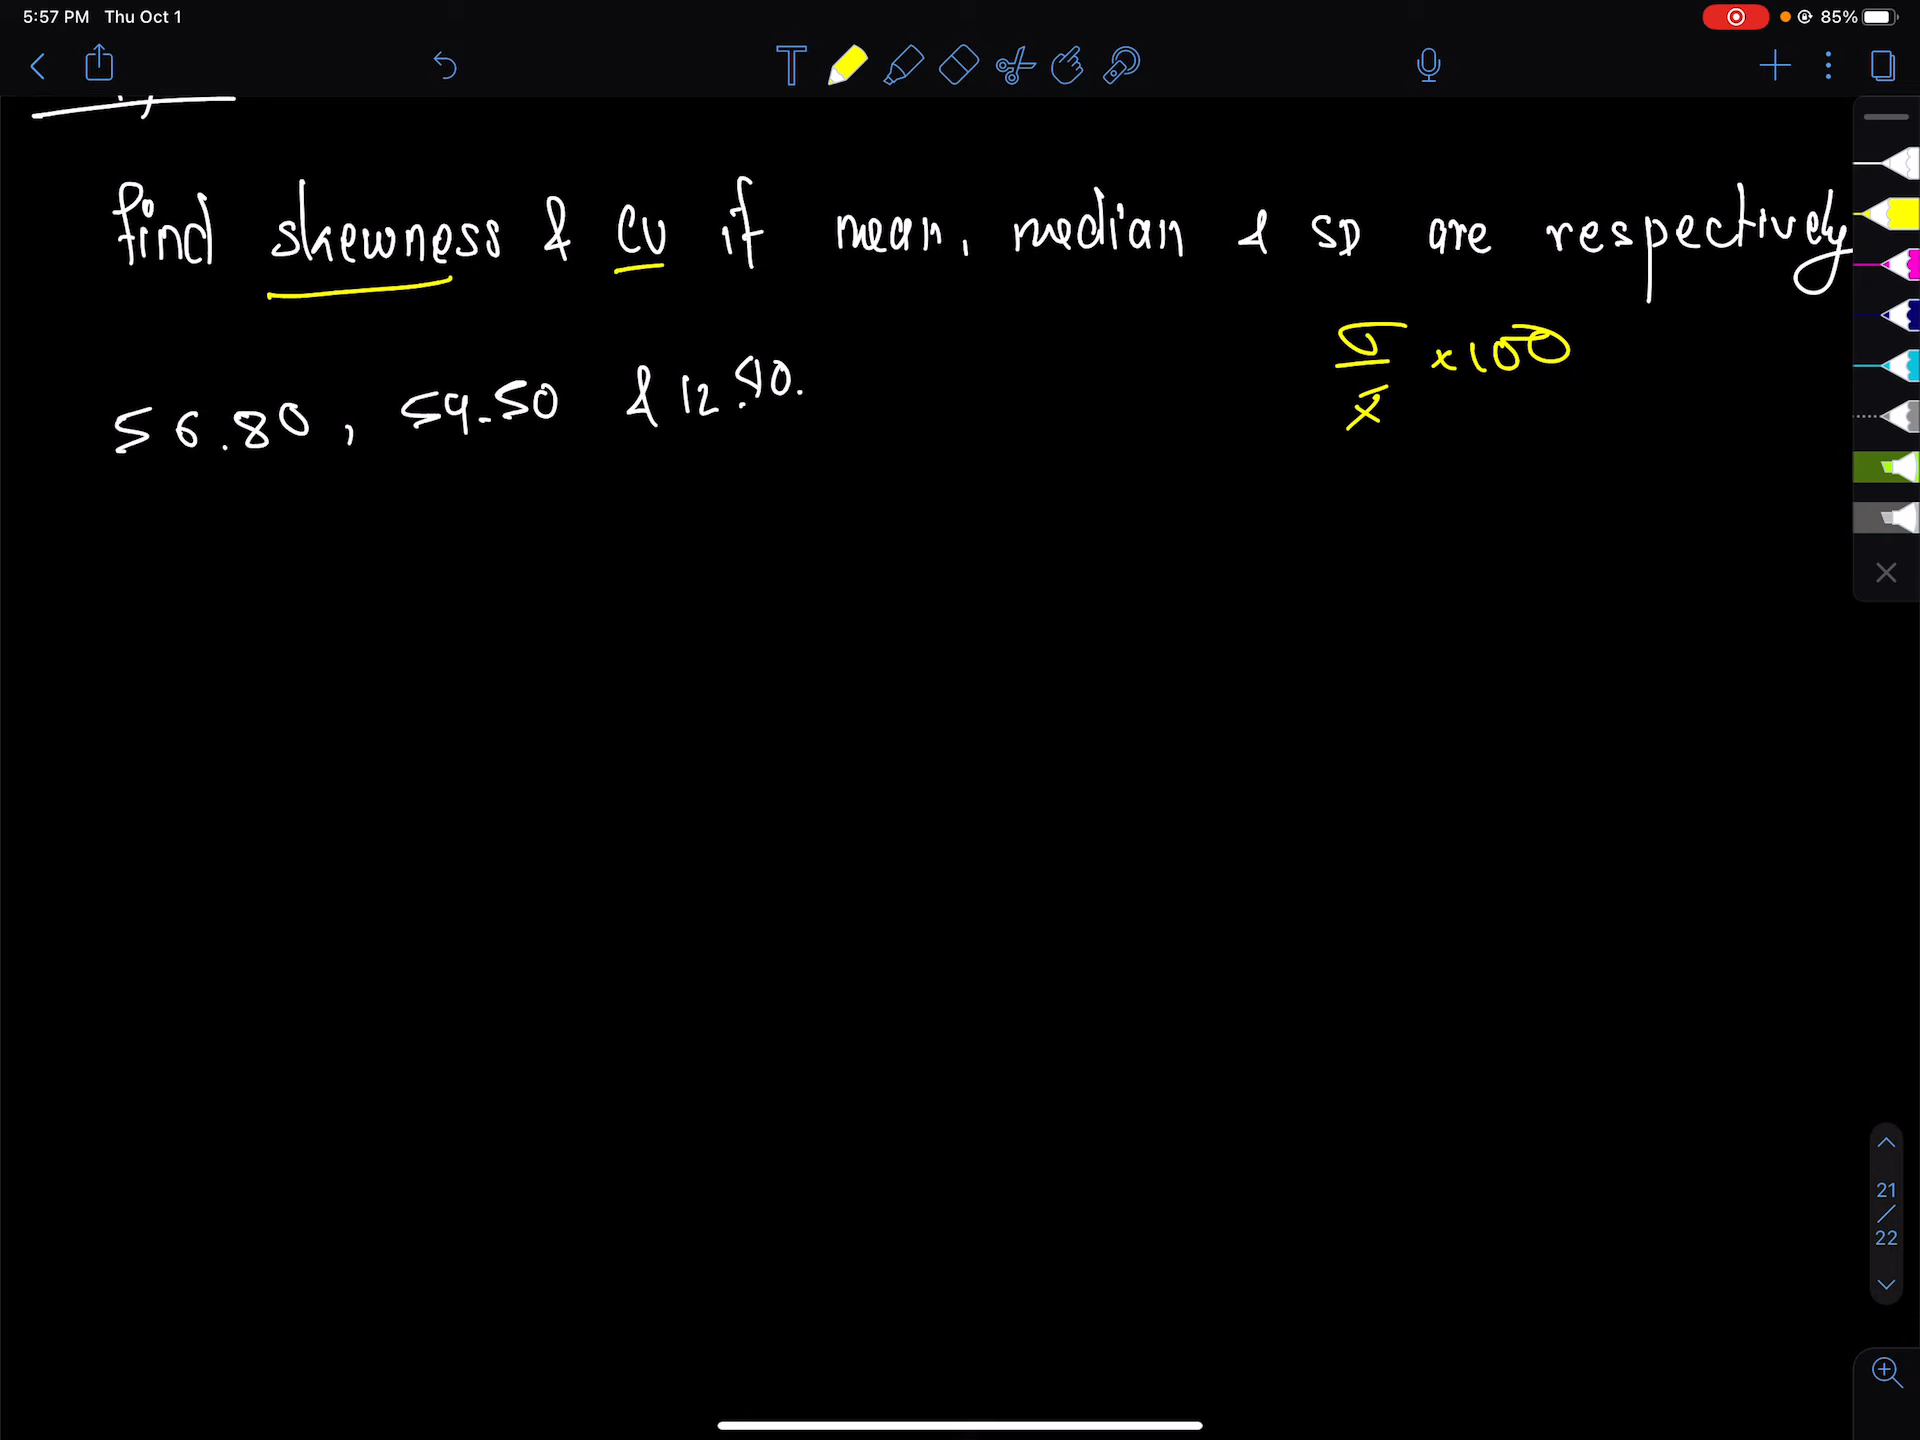 5:57 PM Thu Oct 1
85%
find skewness & CV if mean, median & SD are respectively
σ/x̄ ×100
56.80, 59.50 & 12.40.
21
/
22